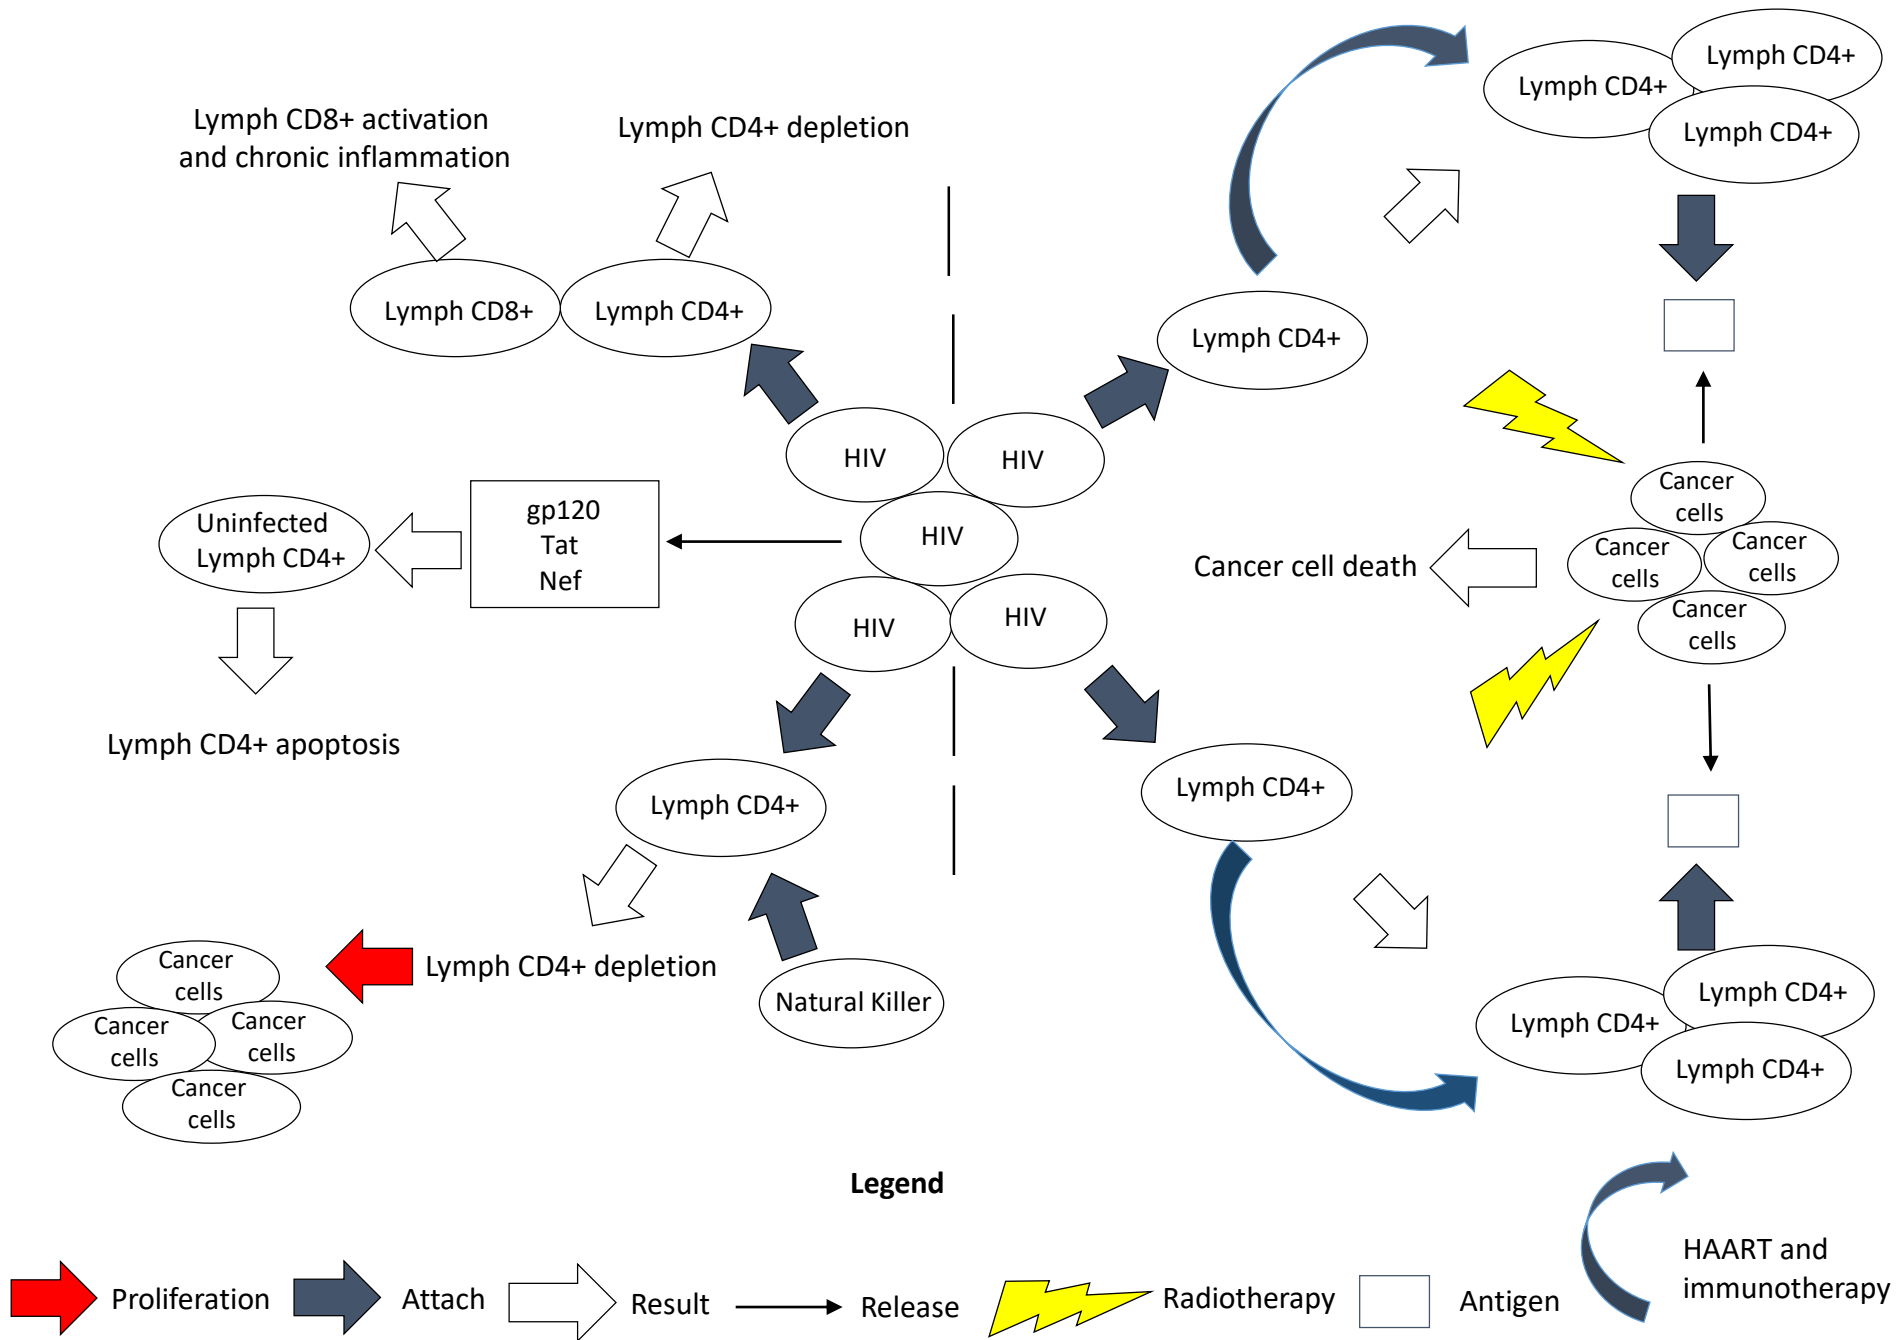 Lymph CD8+ activation
and chronic inflammation
Lymph CD4+ depletion
Lymph CD8+
Lymph CD4+
HIV
HIV
HIV
HIV
HIV
gp120
Tat
Nef
Uninfected
Lymph CD4+
Lymph CD4+ apoptosis
Lymph CD4+
Lymph CD4+ depletion
Natural Killer
Cancer
cells
Cancer
cells
Cancer
cells
Cancer
cells
Lymph CD4+
Lymph CD4+
Lymph CD4+
Lymph CD4+
Cancer
cells
Cancer
cells
Cancer
cells
Cancer
cells
Cancer cell death
Lymph CD4+
Lymph CD4+
Lymph CD4+
Lymph CD4+
Legend
Proliferation
Attach
Result
Release
Radiotherapy
Antigen
HAART and
immunotherapy